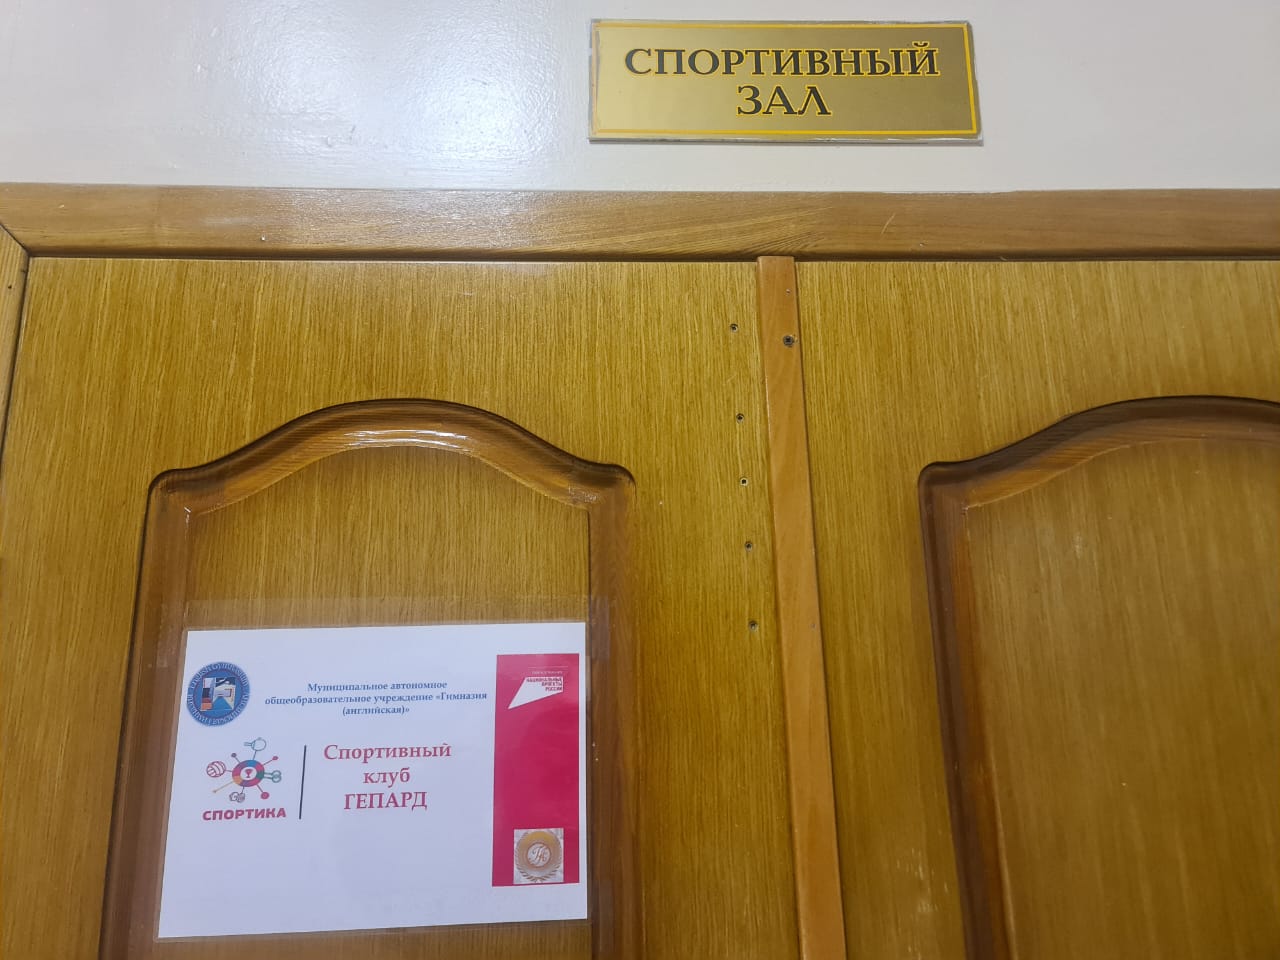 СПОРТИВНЫЙ
ЗАЛ
Муниципальное автономное
общеобразовательное учреждение «Гимназия
(английская)»
НАЦИОНАЛЬНЫЕ
ПРОЕКТЫ
РОССИИ
Спортивный
клуб
ГЕПАРД
СПОРТИКА